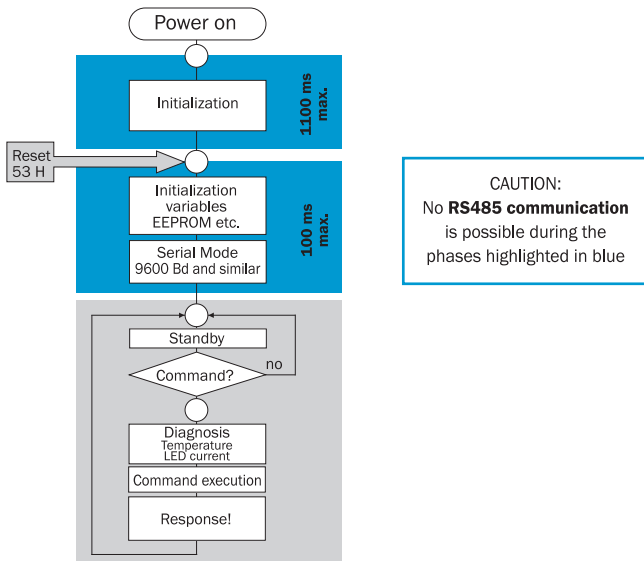 Power on
Initialization
1100 ms
max.
Reset
53 H
Initialization
variables
EEPROM etc.
Serial Mode
9600 Bd and similar
100 ms
max.
CAUTION:
No RS485 communication
is possible during the
phases highlighted in blue
Standby
Command?
no
Diagnosis
Temperature
LED current
Command execution
Response!